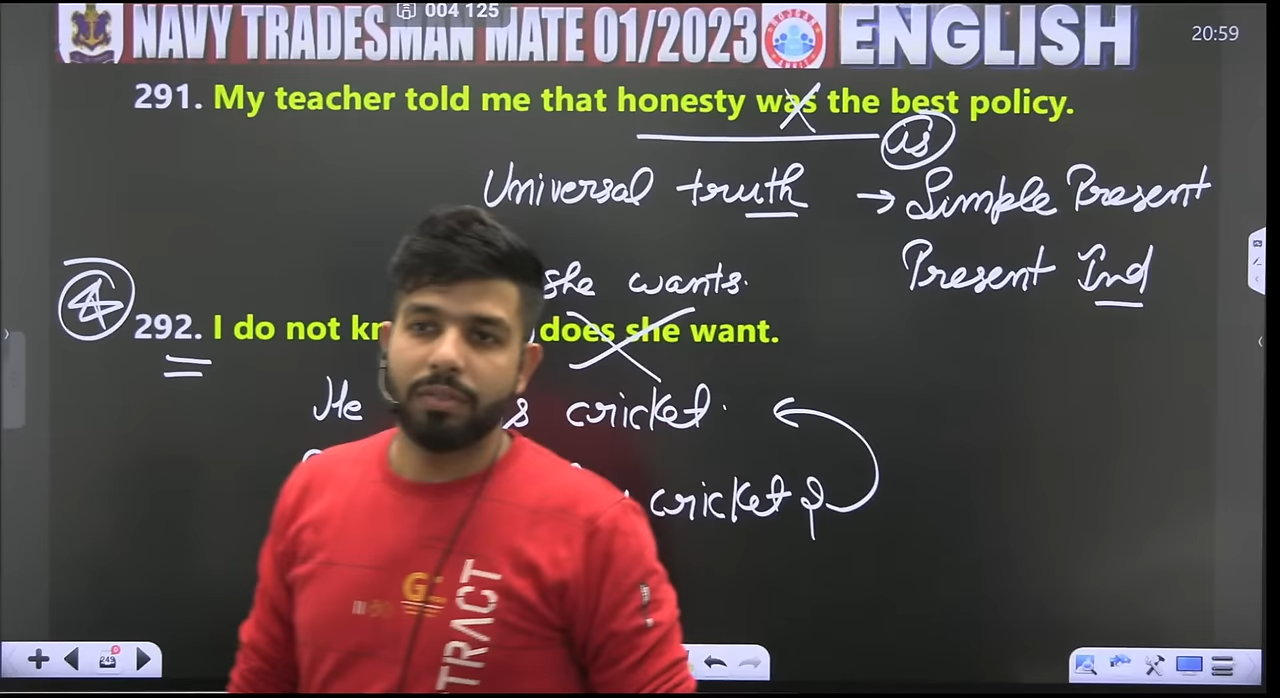 004 125
NAVY TRADESMAN MATE 01/2023 ENGLISH
20:59
291. My teacher told me that honesty was the best policy.
is
Universal truth → Simple Present
Present Ind
she wants.
292. I do not kn does she want.
He s cricket.
cricket?
249
TRACT